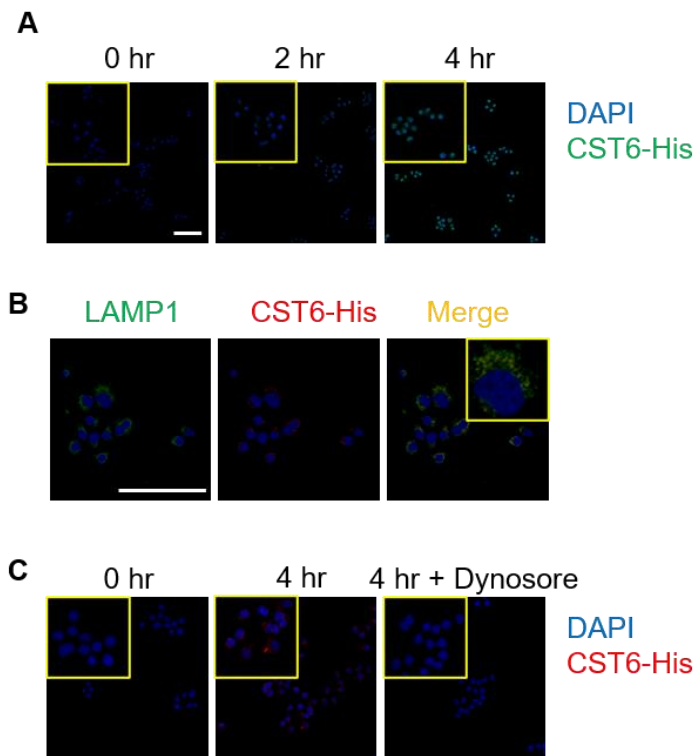 A
0 hr 2 hr 4 hr
DAPI
CST6-His
B
LAMP1 CST6-His Merge
C
0 hr 4 hr 4 hr + Dynosore
DAPI
CST6-His